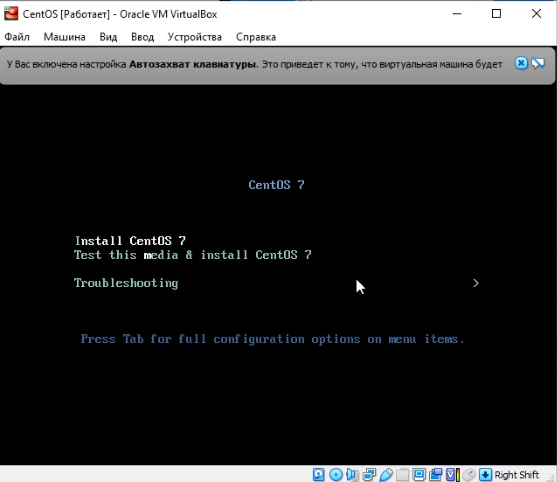 CentOS [Работает] - Oracle VM VirtualBox
Файл Машина Вид Ввод Устройства Справка
У Вас включена настройка Автозахват клавиатуры. Это приведет к тому, что виртуальная машина будет
CentOS 7
Install CentOS 7
Test this media & install CentOS 7
Troubleshooting >
Press Tab for full configuration options on menu items.
Right Shift